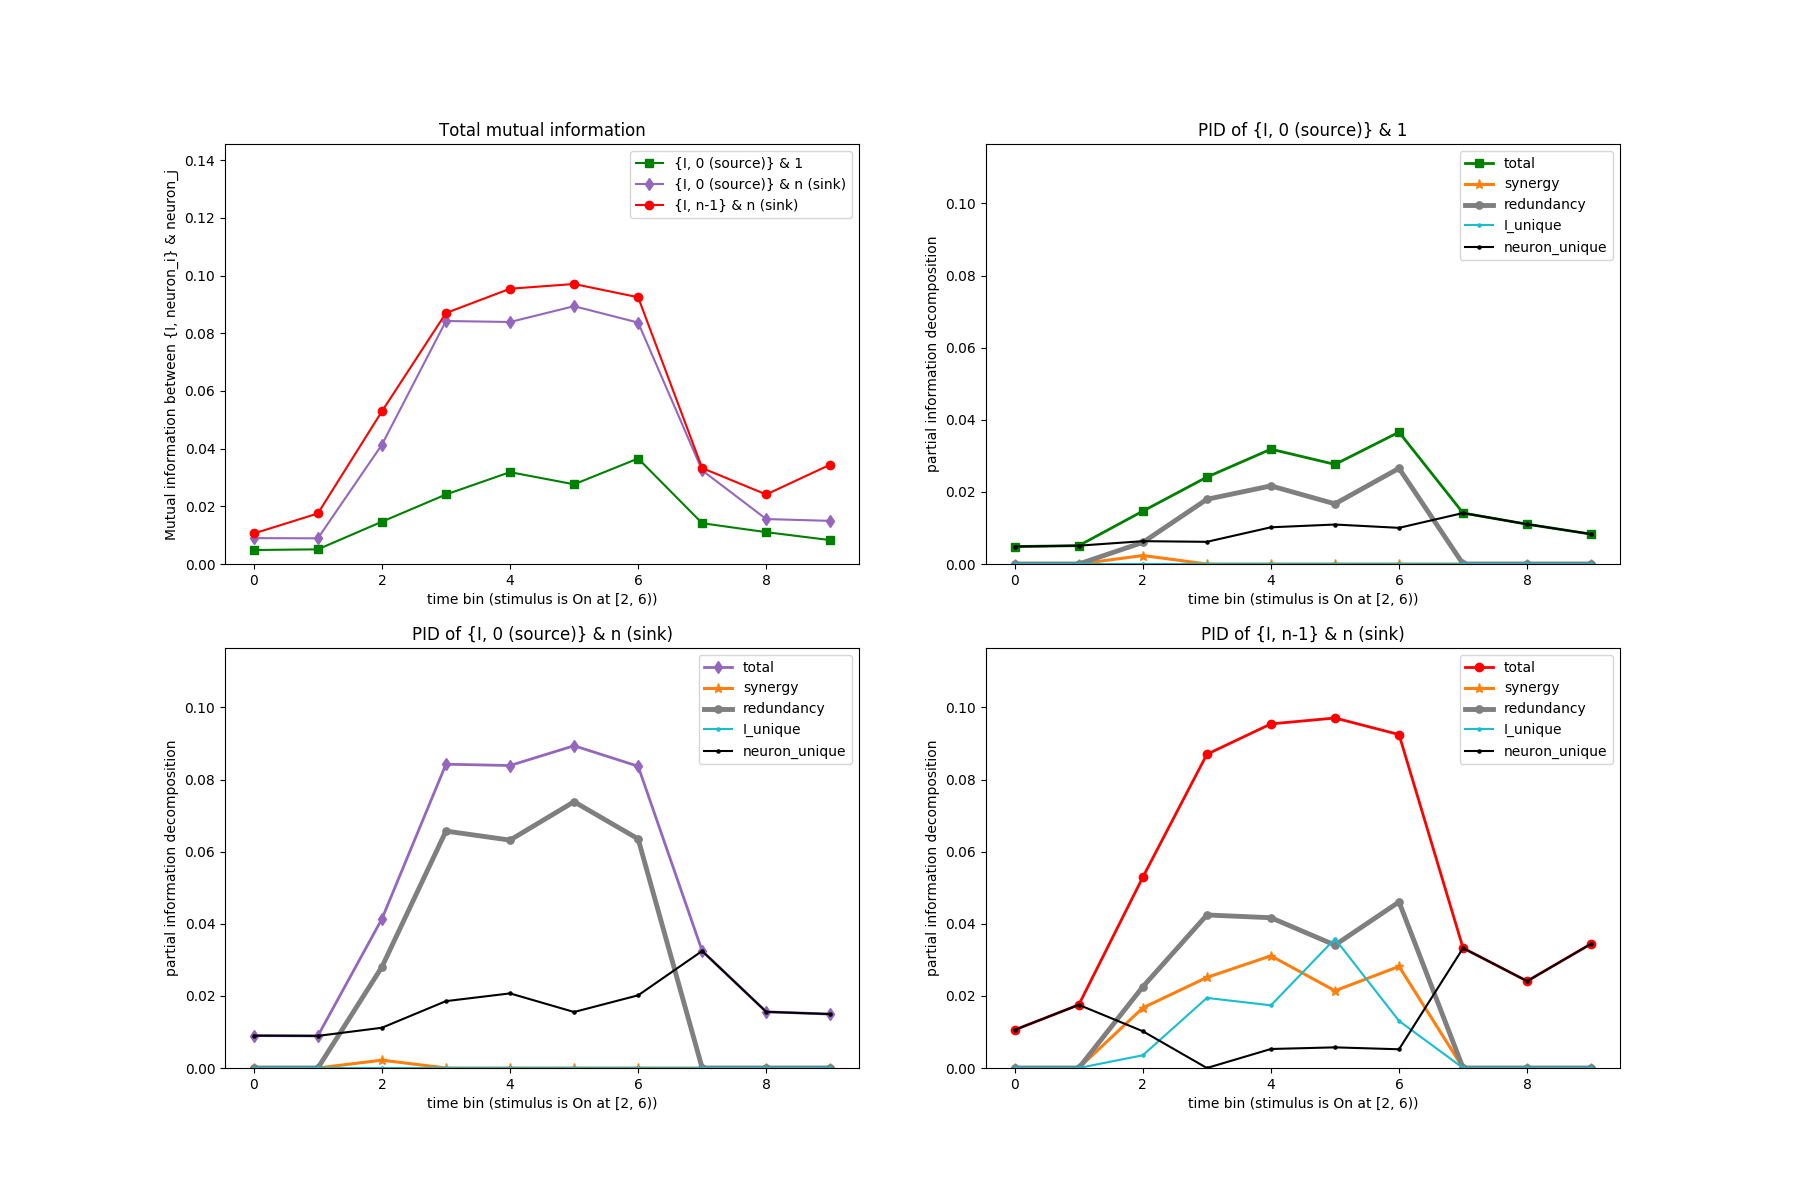 Total mutual information
Mutual information between {I, neuron_i} & neuron_j
0.14
0.12
0.10
0.08
0.06
0.04
0.02
0.00
{I, 0 (source)} & 1
{I, 0 (source)} & n (sink)
{I, n-1} & n (sink)
0 2 4 6 8
time bin (stimulus is On at [2, 6))
PID of {I, 0 (source)} & 1
partial information decomposition
0.10
0.08
0.06
0.04
0.02
0.00
total
synergy
redundancy
I_unique
neuron_unique
0 2 4 6 8
time bin (stimulus is On at [2, 6))
PID of {I, 0 (source)} & n (sink)
partial information decomposition
0.10
0.08
0.06
0.04
0.02
0.00
total
synergy
redundancy
I_unique
neuron_unique
0 2 4 6 8
time bin (stimulus is On at [2, 6))
PID of {I, n-1} & n (sink)
partial information decomposition
0.10
0.08
0.06
0.04
0.02
0.00
total
synergy
redundancy
I_unique
neuron_unique
0 2 4 6 8
time bin (stimulus is On at [2, 6))